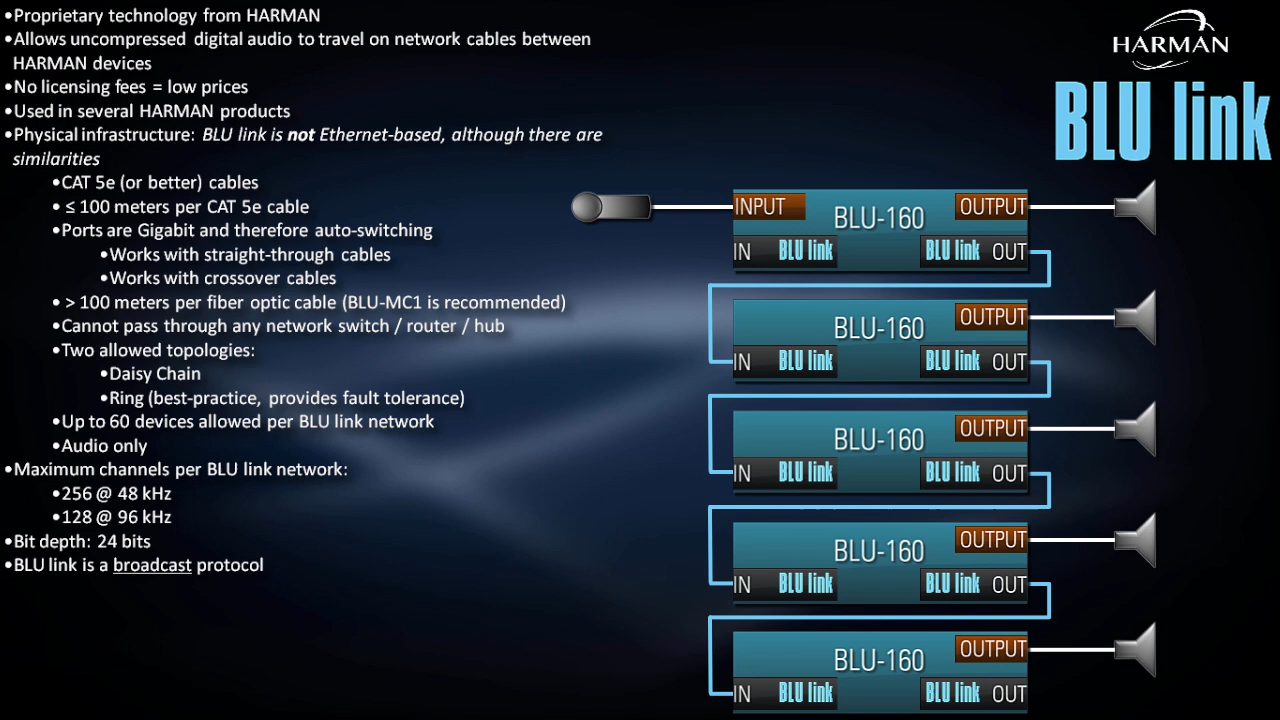 •Proprietary technology from HARMAN
•Allows uncompressed digital audio to travel on network cables between
HARMAN devices
•No licensing fees = low prices
•Used in several HARMAN products
•Physical infrastructure: BLU link is not Ethernet-based, although there are
similarities
•CAT 5e (or better) cables
• ≤ 100 meters per CAT 5e cable
•Ports are Gigabit and therefore auto-switching
•Works with straight-through cables
•Works with crossover cables
• > 100 meters per fiber optic cable (BLU-MC1 is recommended)
•Cannot pass through any network switch / router / hub
•Two allowed topologies:
•Daisy Chain
•Ring (best-practice, provides fault tolerance)
•Up to 60 devices allowed per BLU link network
•Audio only
•Maximum channels per BLU link network:
•256 @ 48 kHz
•128 @ 96 kHz
•Bit depth: 24 bits
•BLU link is a broadcast protocol
HARMAN
BLU link
INPUT BLU-160 OUTPUT
IN BLU link BLU link OUT
BLU-160 OUTPUT
IN BLU link BLU link OUT
BLU-160 OUTPUT
IN BLU link BLU link OUT
BLU-160 OUTPUT
IN BLU link BLU link OUT
BLU-160 OUTPUT
IN BLU link BLU link OUT